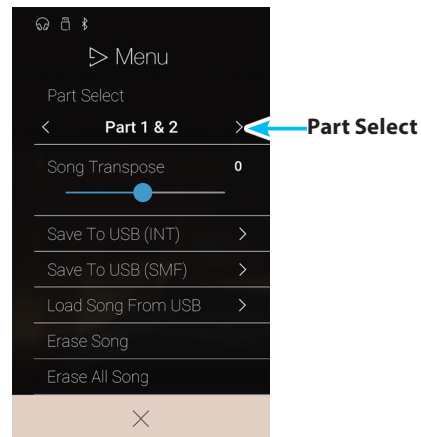 Menu
Part Select
< Part 1 & 2 >
Part Select
Song Transpose 0
Save To USB (INT) >
Save To USB (SMF) >
Load Song From USB >
Erase Song
Erase All Song